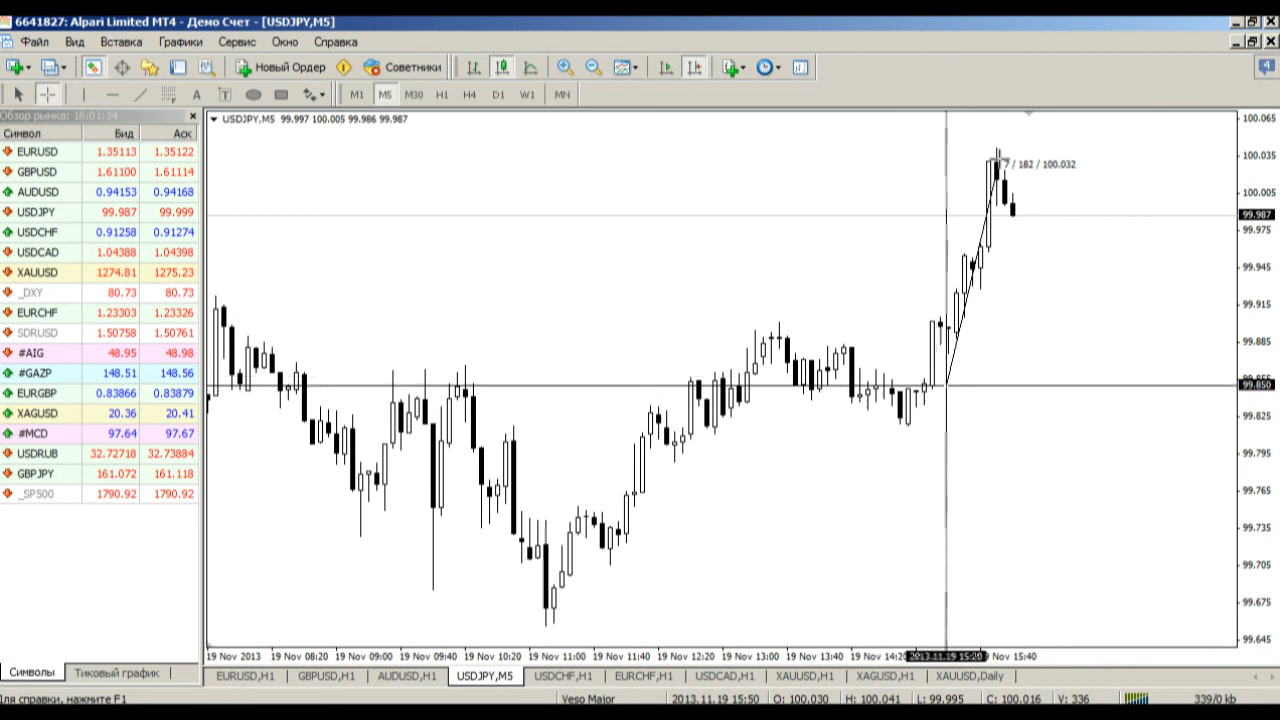 6641827: Alpari Limited MT4 - Демо Счет - [USDJPY,M5]
Файл Вид Вставка Графики Сервис Окно Справка
Новый Ордер Советники 4
A T M1 M5 M30 H1 H4 D1 W1 MN
Обзор рынка: 16:01:34
Символ Бид Аск
EURUSD 1.35113 1.35122
GBPUSD 1.61100 1.61114
AUDUSD 0.94153 0.94168
USDJPY 99.987 99.999
USDCHF 0.91258 0.91274
USDCAD 1.04388 1.04398
XAUUSD 1274.81 1275.23
_DXY 80.73 80.73
EURCHF 1.23303 1.23326
SDRUSD 1.50758 1.50761
#AIG 48.95 48.98
#GAZP 148.51 148.56
EURGBP 0.83866 0.83879
XAGUSD 20.36 20.41
#MCD 97.64 97.67
USDRUB 32.72718 32.73884
GBPJPY 161.072 161.118
_SP500 1790.92 1790.92
Символы Тиковый график
USDJPY,M5 99.997 100.005 99.986 99.987
7 / 182 / 100.032
100.065
100.035
100.005
99.987
99.975
99.945
99.915
99.885
99.850
99.825
99.795
99.765
99.735
99.705
99.675
99.645
19 Nov 2013 19 Nov 08:20 19 Nov 09:00 19 Nov 09:40 19 Nov 10:20 19 Nov 11:00 19 Nov 11:40 19 Nov 12:20 19 Nov 13:00 19 Nov 13:40 19 Nov 14:20 2013.11.19 15:20 Nov 15:40
EURUSD,H1 GBPUSD,H1 AUDUSD,H1 USDJPY,M5 USDCHF,H1 EURCHF,H1 USDCAD,H1 XAUUSD,H1 XAGUSD,H1 XAUUSD,Daily
Для справки, нажмите F1 Veso Major 2013.11.19 15:50 O: 100.030 H: 100.041 L: 99.995 C: 100.016 V: 336 339/0 kb